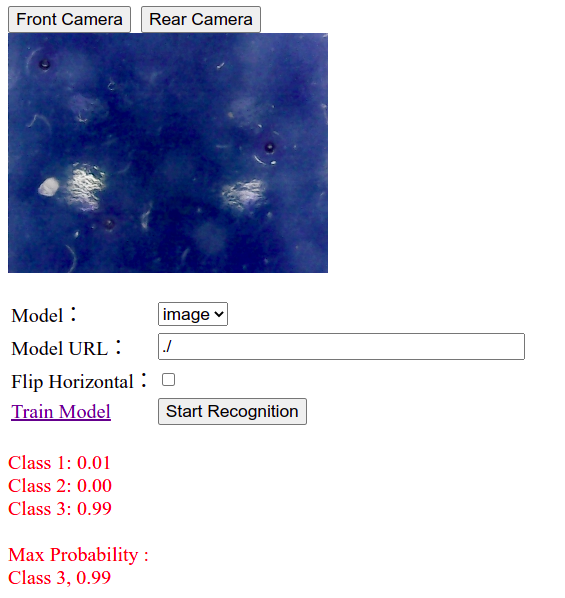 Front Camera Rear Camera
Model：
image
Model URL：
./
Flip Horizontal：
Train Model
Start Recognition
Class 1: 0.01
Class 2: 0.00
Class 3: 0.99
Max Probability :
Class 3, 0.99